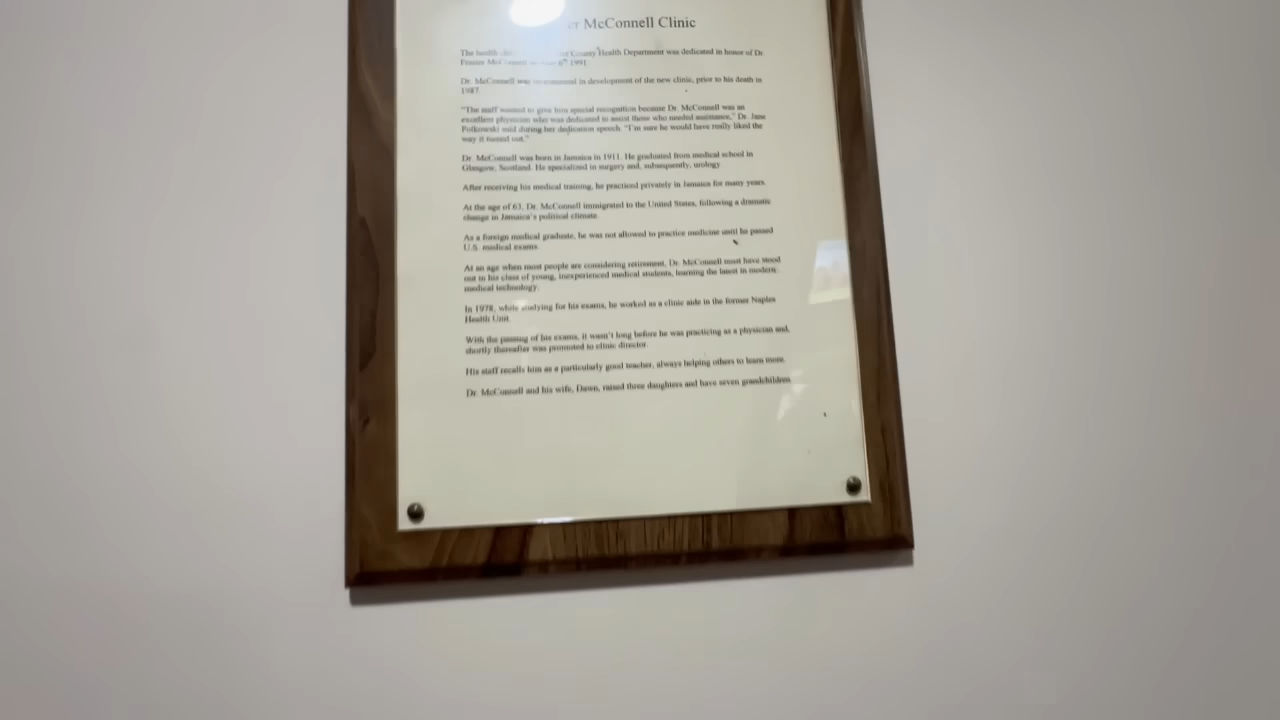 McConnell Clinic
The health County Health Department was dedicated in honor of Dr
1991.
Dr. McConnell was in development of the new clinic, prior to his death in
1987.
"The staff wanted to give him special recognition because Dr. McConnell was an
excellent physician who was dedicated to assist those who needed assistance," Dr. Jane
Polkowski said during her dedication speech. "I'm sure he would have really liked the
way it turned out."
Dr. McConnell was born in Jamaica in 1911. He graduated from medical school in
Glasgow, Scotland. He specialized in surgery and, subsequently, urology.
After receiving his medical training, he practiced privately in Jamaica for many years.
At the age of 63, Dr. McConnell immigrated to the United States, following a dramatic
change in Jamaica's political climate.
As a foreign medical graduate, he was not allowed to practice medicine until he passed
U.S. medical exams.
At an age when most people are considering retirement, Dr. McConnell must have stood
out in his class of young, inexperienced medical students, learning the latest in modern
medical technology.
In 1978, while studying for his exams, he worked as a clinic aide in the former Naples
Health Unit.
With the passing of his exams, it wasn't long before he was practicing as a physician and,
shortly thereafter was promoted to clinic director.
His staff recalls him as a particularly good teacher, always helping others to learn more.
Dr. McConnell and his wife, Dawn, raised three daughters and have seven grandchildren